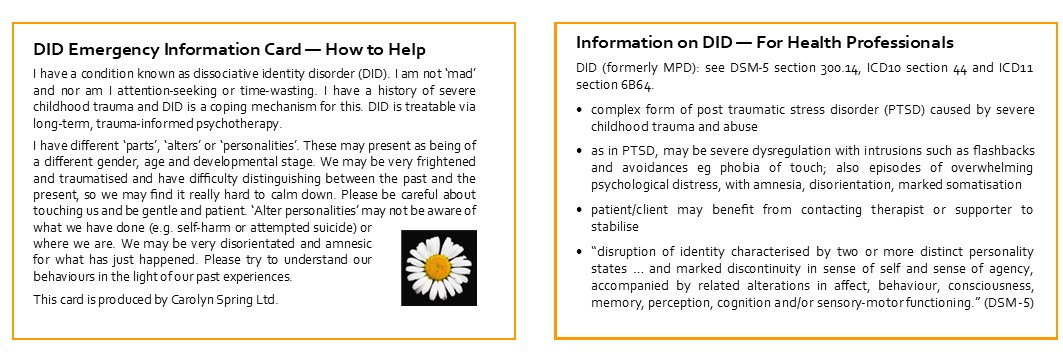 DID Emergency Information Card — How to Help
I have a condition known as dissociative identity disorder (DID). I am not ‘mad’
and nor am I attention-seeking or time-wasting. I have a history of severe
childhood trauma and DID is a coping mechanism for this. DID is treatable via
long-term, trauma-informed psychotherapy.
I have different ‘parts’, ‘alters’ or ‘personalities’. These may present as being of
a different gender, age and developmental stage. We may be very frightened
and traumatised and have difficulty distinguishing between the past and the
present, so we may find it really hard to calm down. Please be careful about
touching us and be gentle and patient. ‘Alter personalities’ may not be aware of
what we have done (e.g. self-harm or attempted suicide) or
where we are. We may be very disorientated and amnesic
for what has just happened. Please try to understand our
behaviours in the light of our past experiences.
This card is produced by Carolyn Spring Ltd.
Information on DID — For Health Professionals
DID (formerly MPD): see DSM-5 section 300.14, ICD10 section 44 and ICD11
section 6B64.
• complex form of post traumatic stress disorder (PTSD) caused by severe
childhood trauma and abuse
• as in PTSD, may be severe dysregulation with intrusions such as flashbacks
and avoidances eg phobia of touch; also episodes of overwhelming
psychological distress, with amnesia, disorientation, marked somatisation
• patient/client may benefit from contacting therapist or supporter to
stabilise
• “disruption of identity characterised by two or more distinct personality
states ... and marked discontinuity in sense of self and sense of agency,
accompanied by related alterations in affect, behaviour, consciousness,
memory, perception, cognition and/or sensory-motor functioning.” (DSM-5)